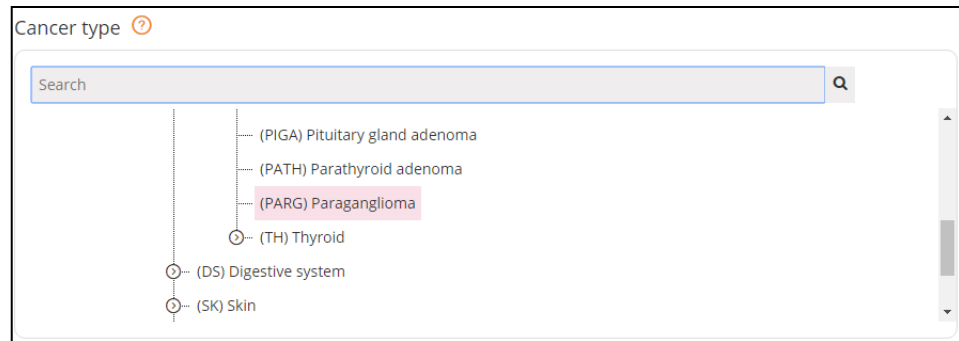 Cancer type ?
Search
(PIGA) Pituitary gland adenoma
(PATH) Parathyroid adenoma
(PARG) Paraganglioma
(TH) Thyroid
(DS) Digestive system
(SK) Skin